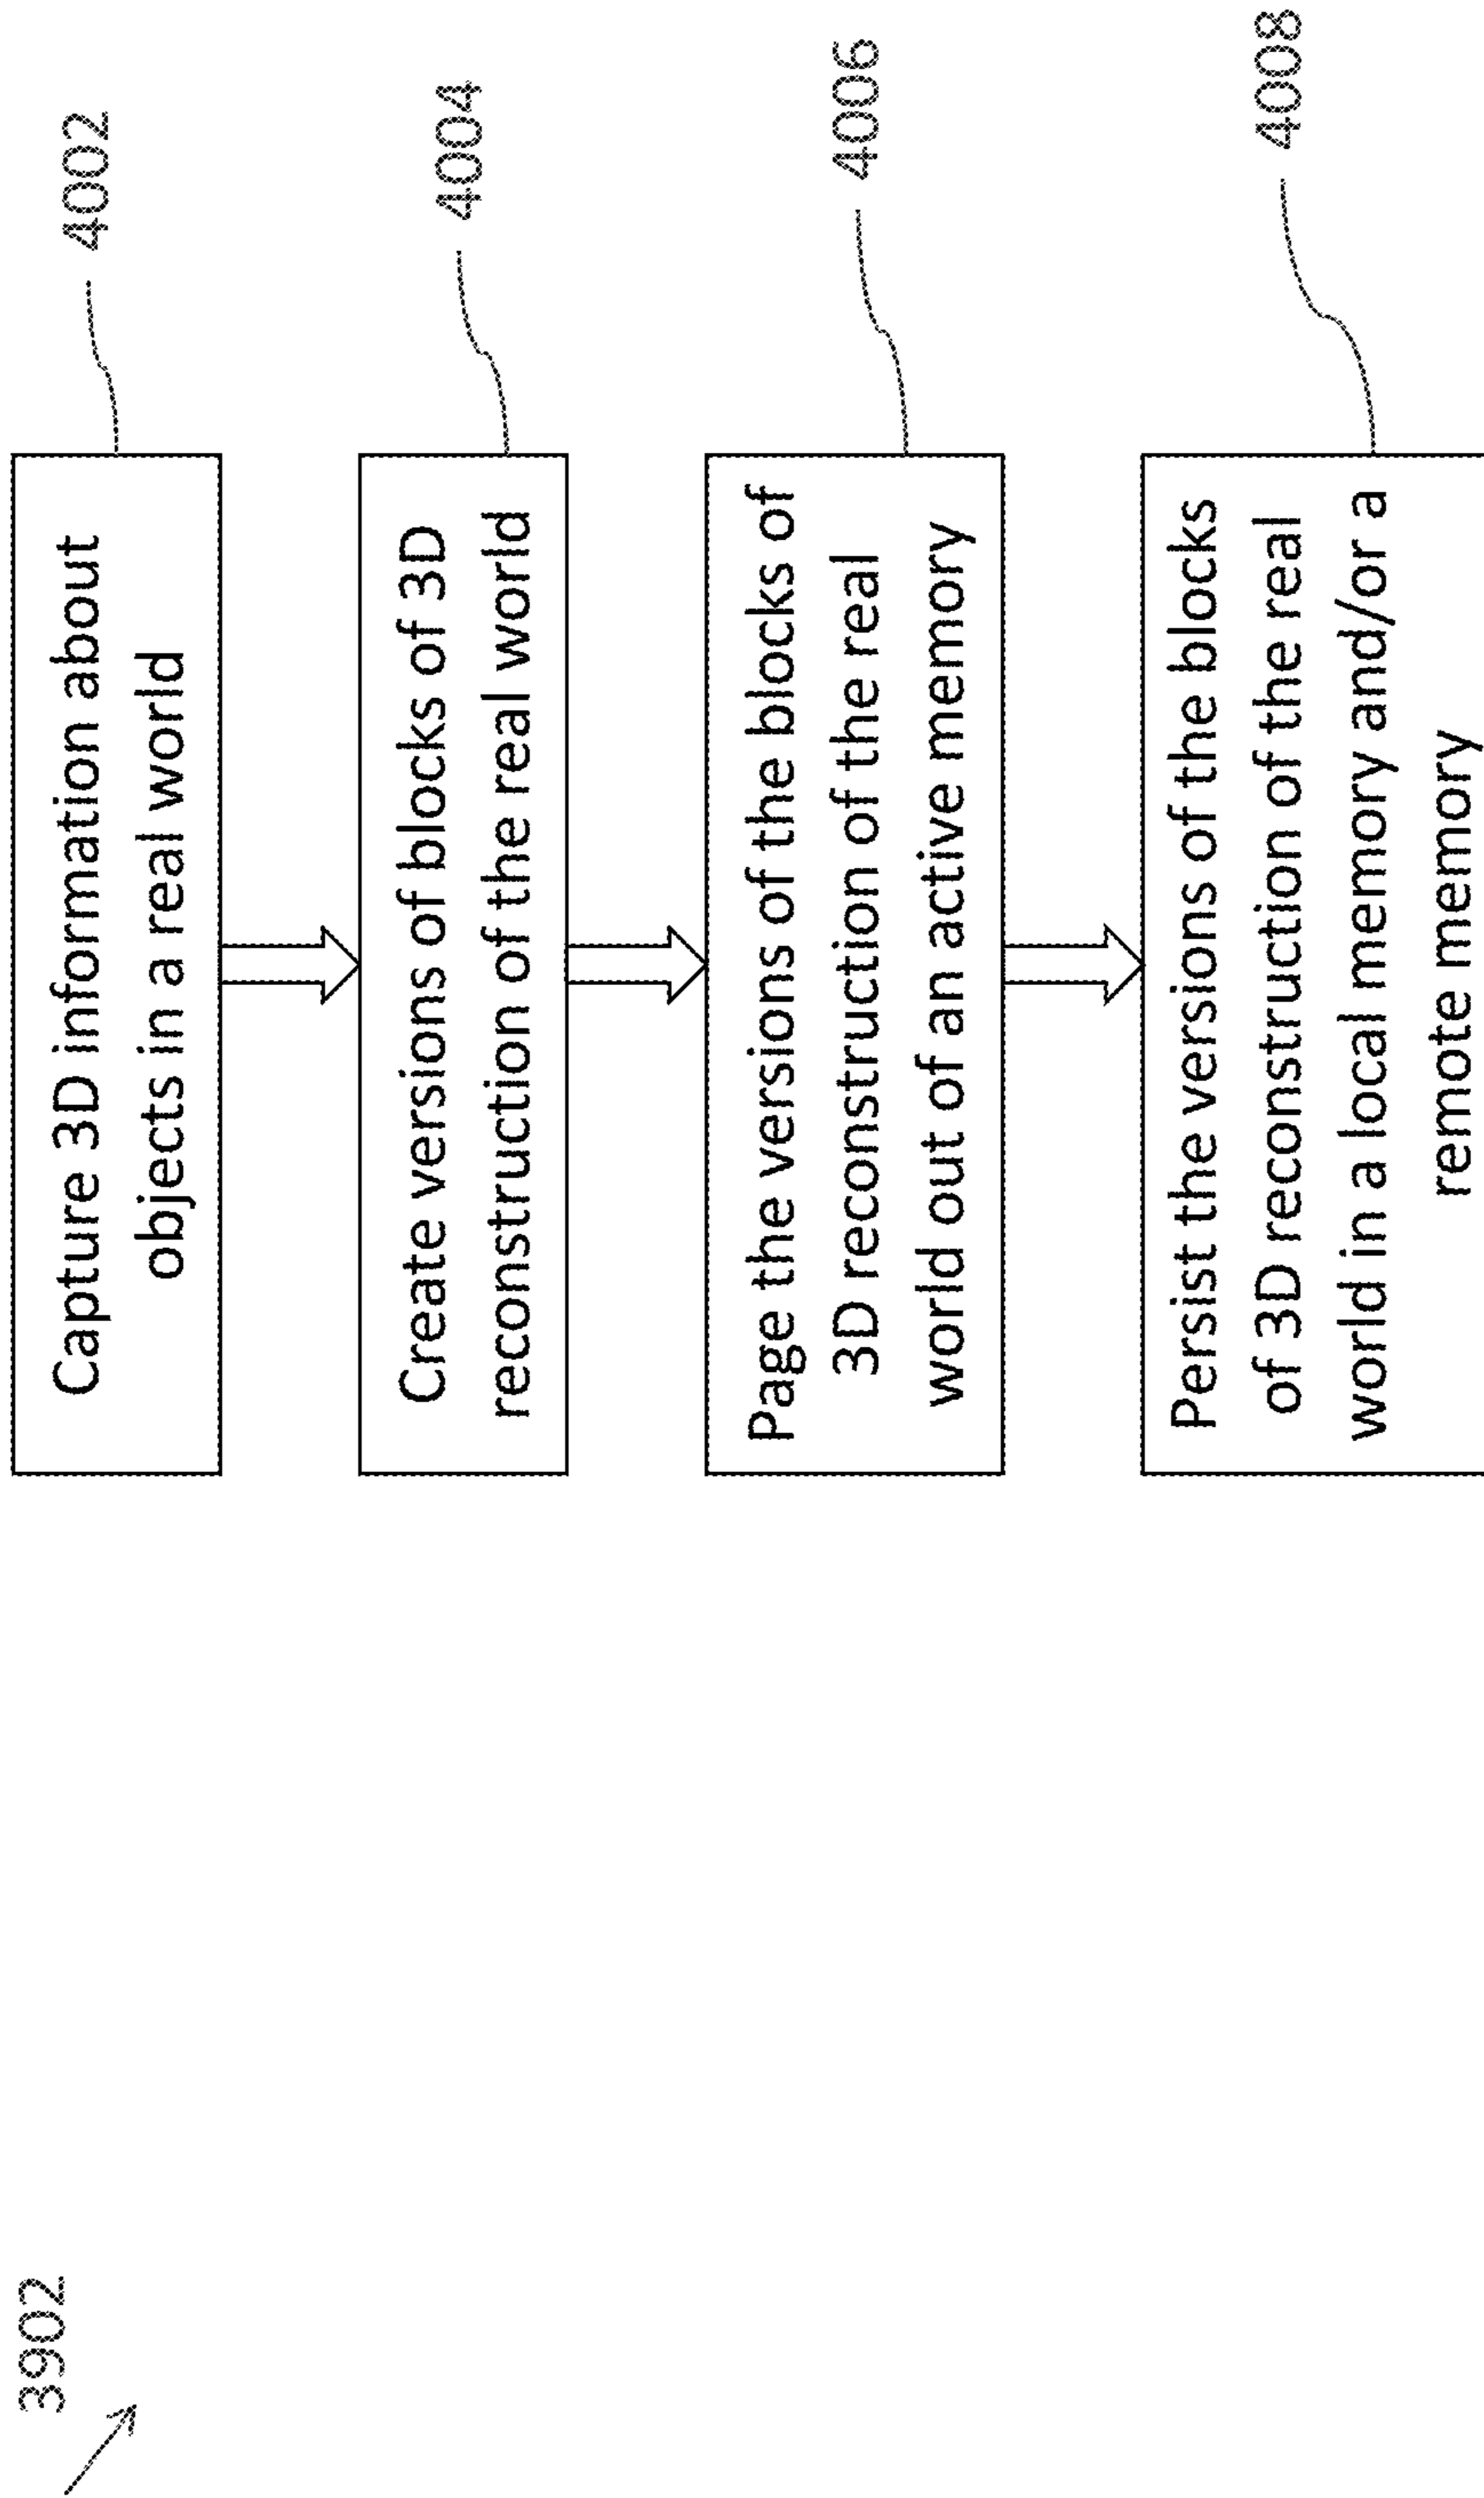 3902
Capture 3D information about
objects in a real world
4002
Create versions of blocks of 3D
reconstruction of the real world
4004
Page the versions of the blocks of
3D reconstruction of the real
world out of an active memory
4006
Persist the versions of the blocks
of 3D reconstruction of the real
world in a local memory and/or a
remote memory
4008